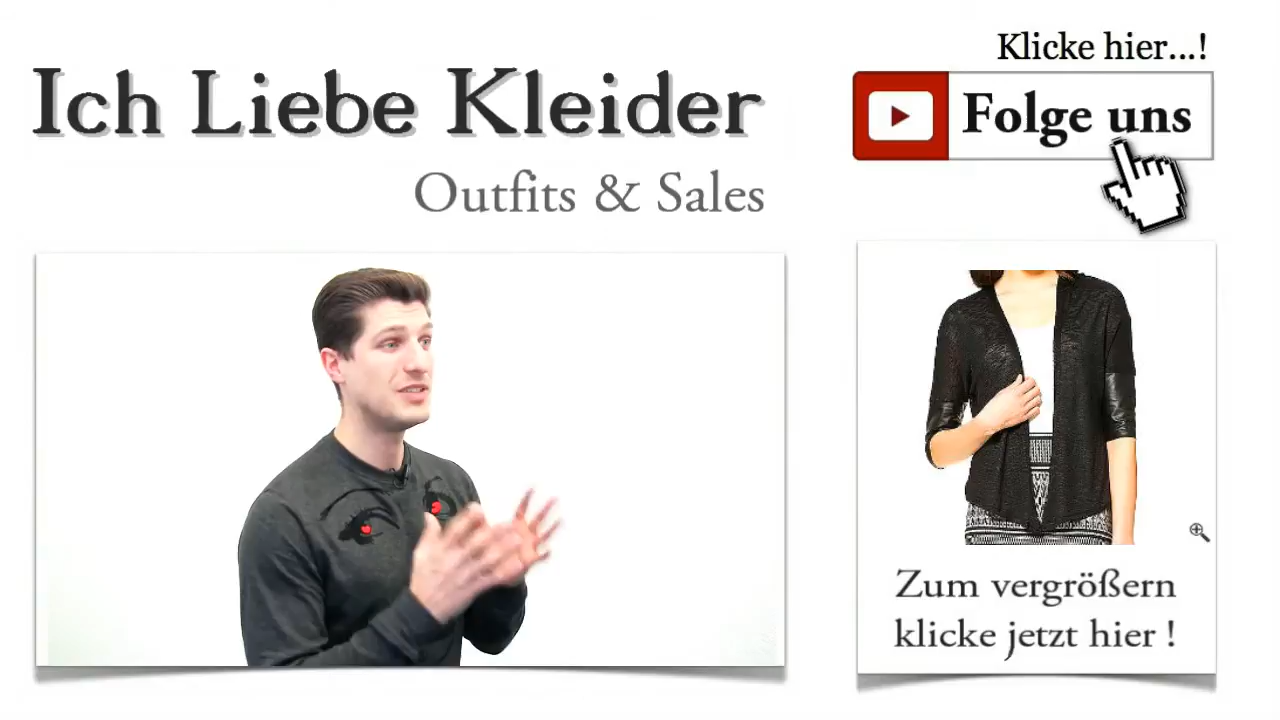 Ich Liebe Kleider
Outfits & Sales
Klicke hier...!
Folge uns
Zum vergrößern
klicke jetzt hier !